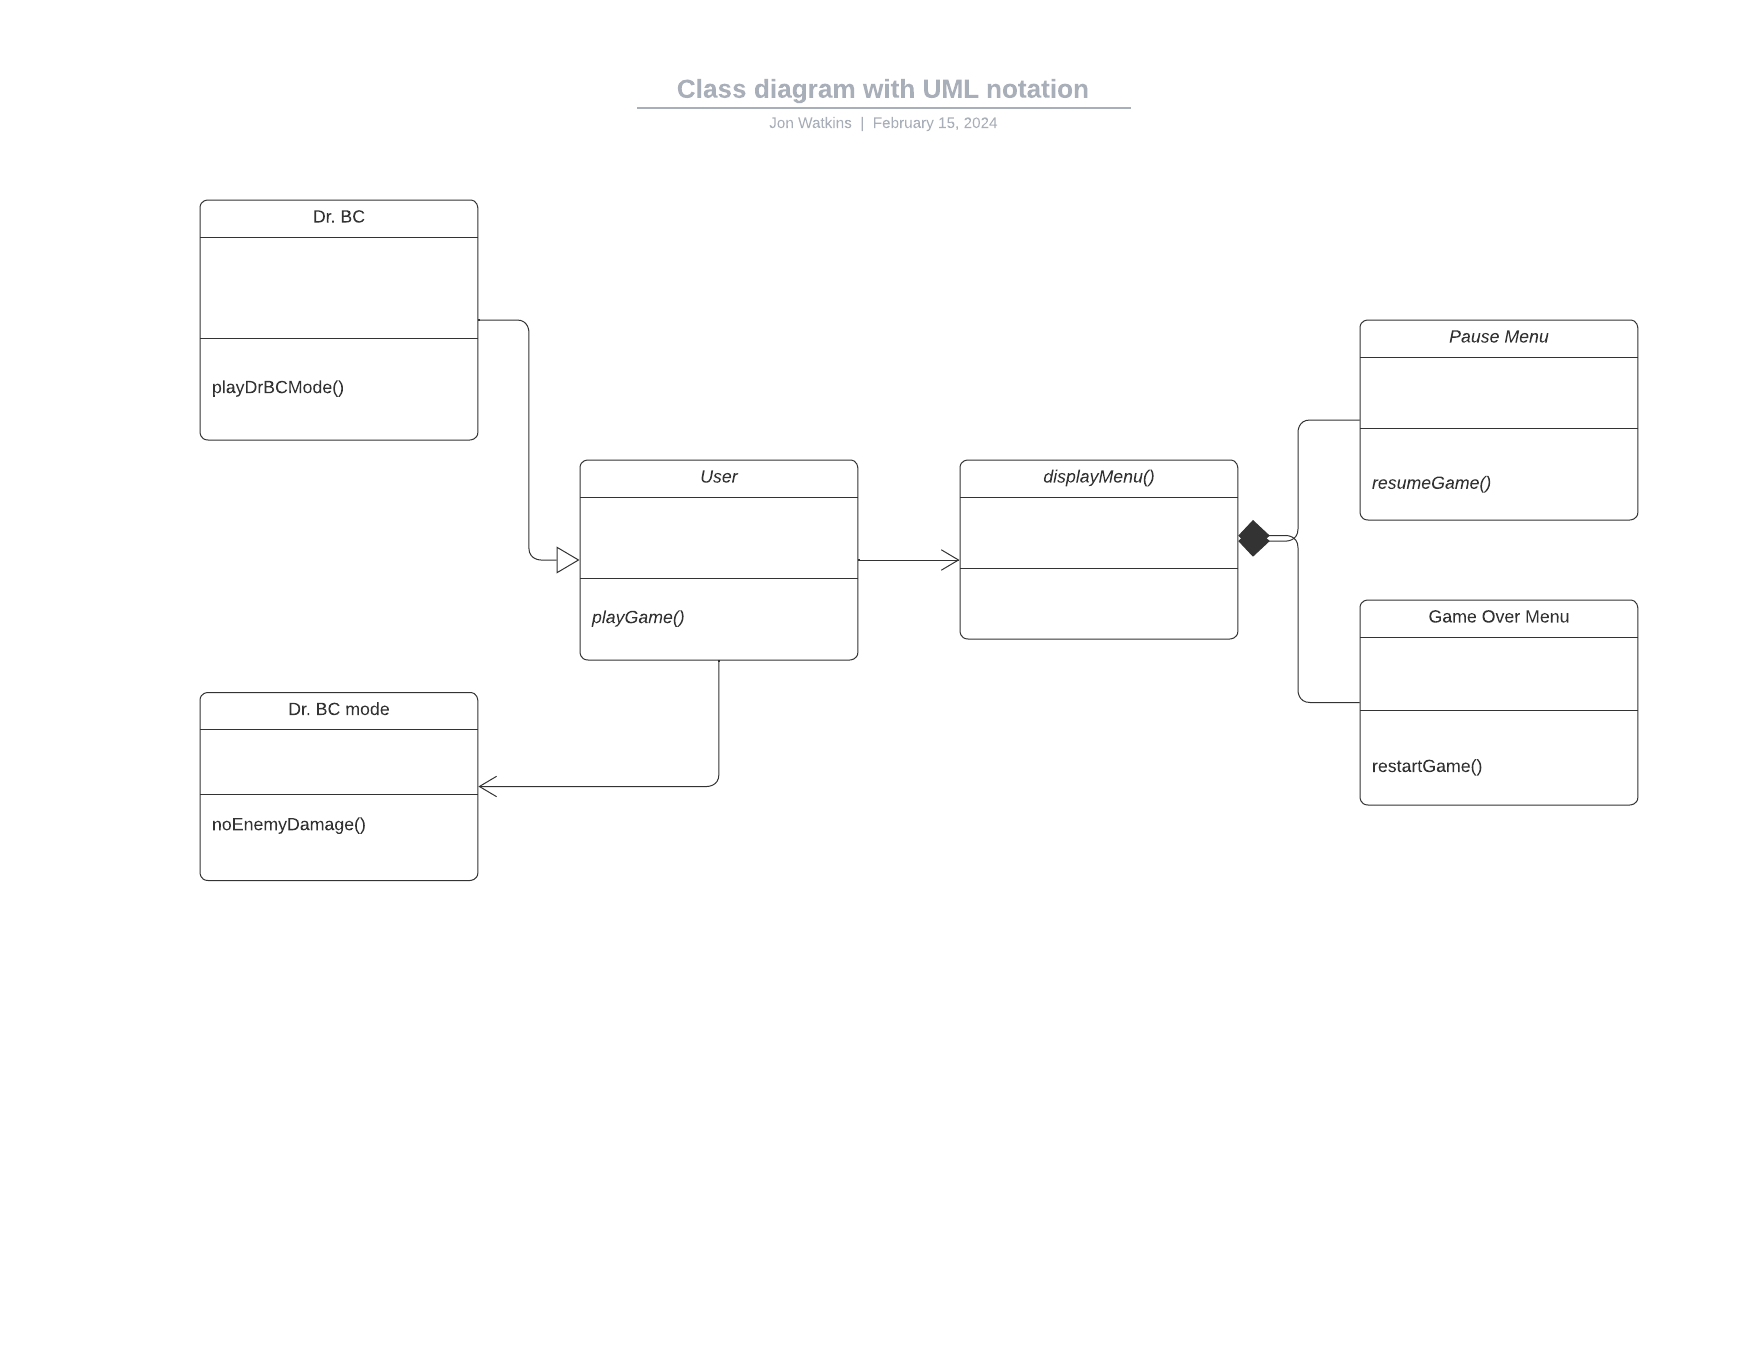 Class diagram with UML notation
Jon Watkins | February 15, 2024
Dr. BC
playDrBCMode()
User
playGame()
displayMenu()
Pause Menu
resumeGame()
Game Over Menu
restartGame()
Dr. BC mode
noEnemyDamage()